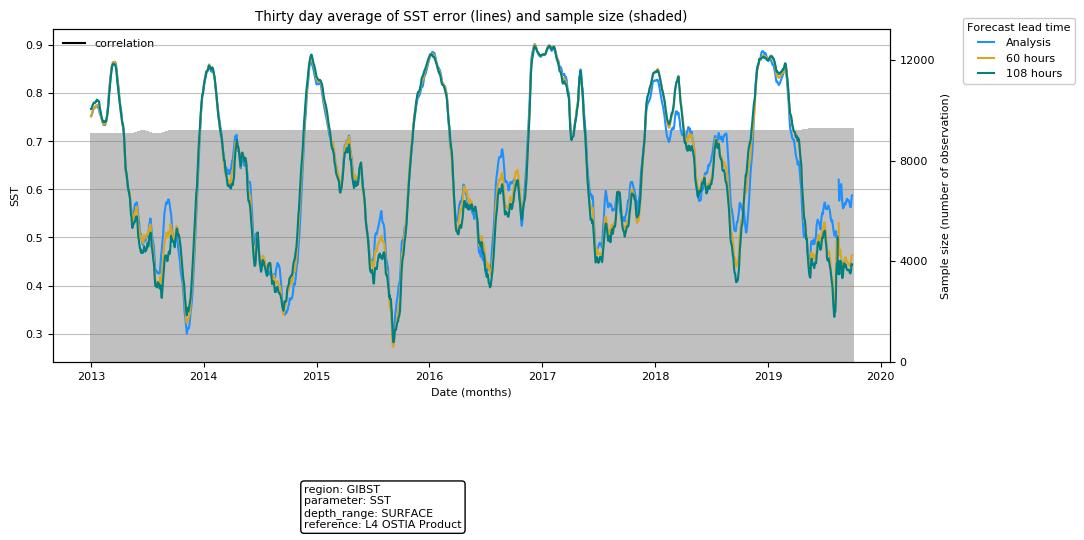 Thirty day average of SST error (lines) and sample size (shaded)
Forecast lead time
Analysis
60 hours
108 hours
correlation
0.9
0.8
0.7
0.6
0.5
0.4
0.3
SST
12000
8000
4000
0
Sample size (number of observation)
2013 2014 2015 2016 2017 2018 2019 2020
Date (months)
region: GIBST
parameter: SST
depth_range: SURFACE
reference: L4 OSTIA Product